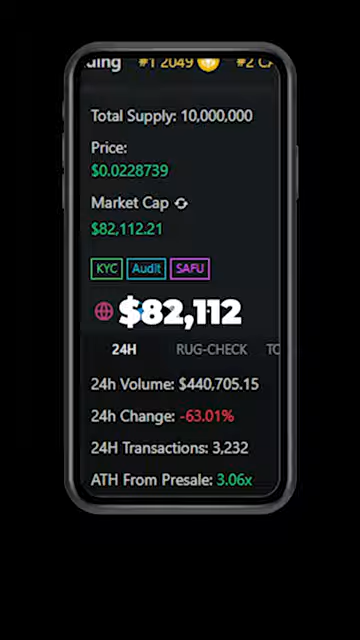 #1 2049 #2
Total Supply: 10,000,000
Price:
$0.0228739
Market Cap
$82,112.21
KYC Audit SAFU
$82,112
24H RUG-CHECK
24h Volume: $440,705.15
24h Change: -63.01%
24H Transactions: 3,232
ATH From Presale: 3.06x